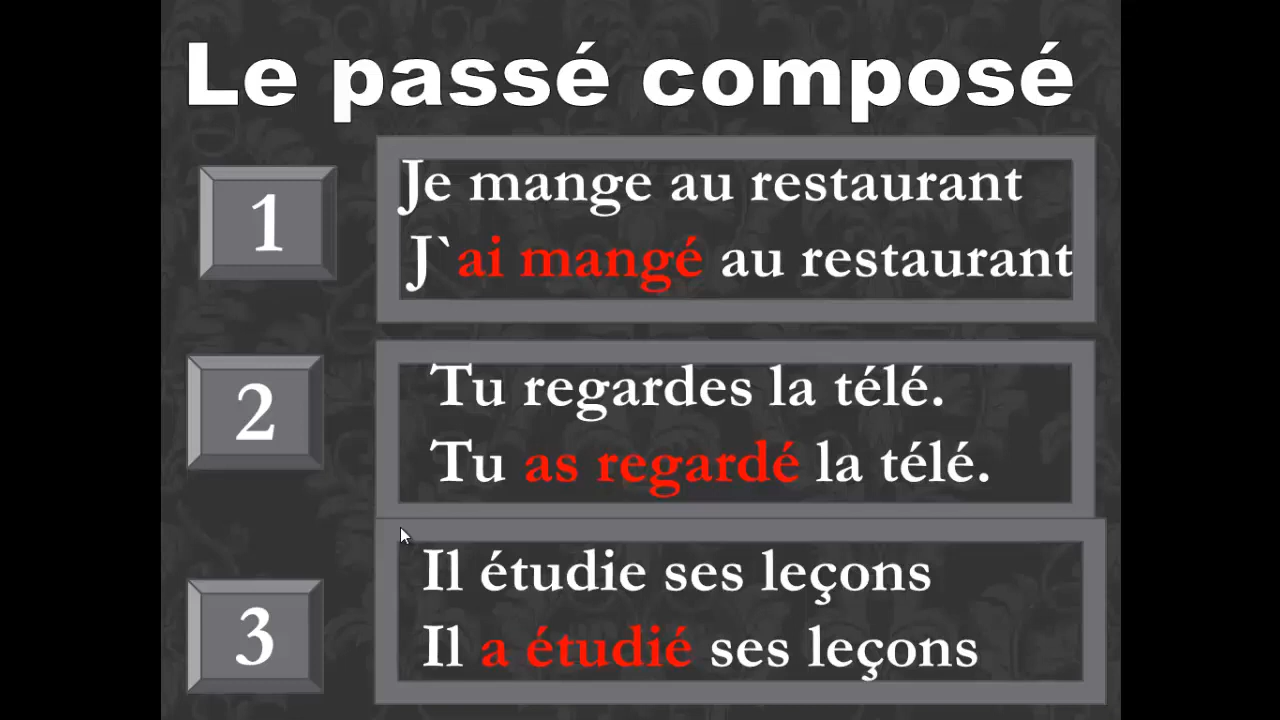 Le passé composé
1
Je mange au restaurant
J`ai mangé au restaurant
2
Tu regardes la télé.
Tu as regardé la télé.
3
Il étudie ses leçons
Il a étudié ses leçons